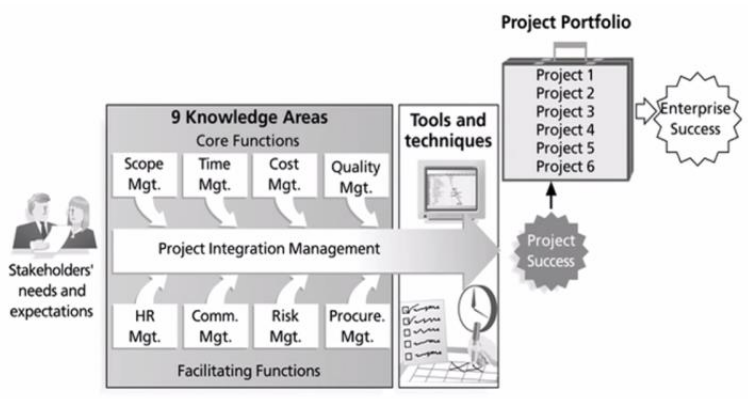 Project Portfolio
Project 1
Project 2
Project 3
Project 4
Project 5
Project 6
Enterprise
Success
9 Knowledge Areas
Core Functions
Scope
Mgt.
Time
Mgt.
Cost
Mgt.
Quality
Mgt.
Tools and
techniques
Stakeholders'
needs and
expectations
Project Integration Management
Project
Success
HR
Mgt.
Comm.
Mgt.
Risk
Mgt.
Procure.
Mgt.
Facilitating Functions